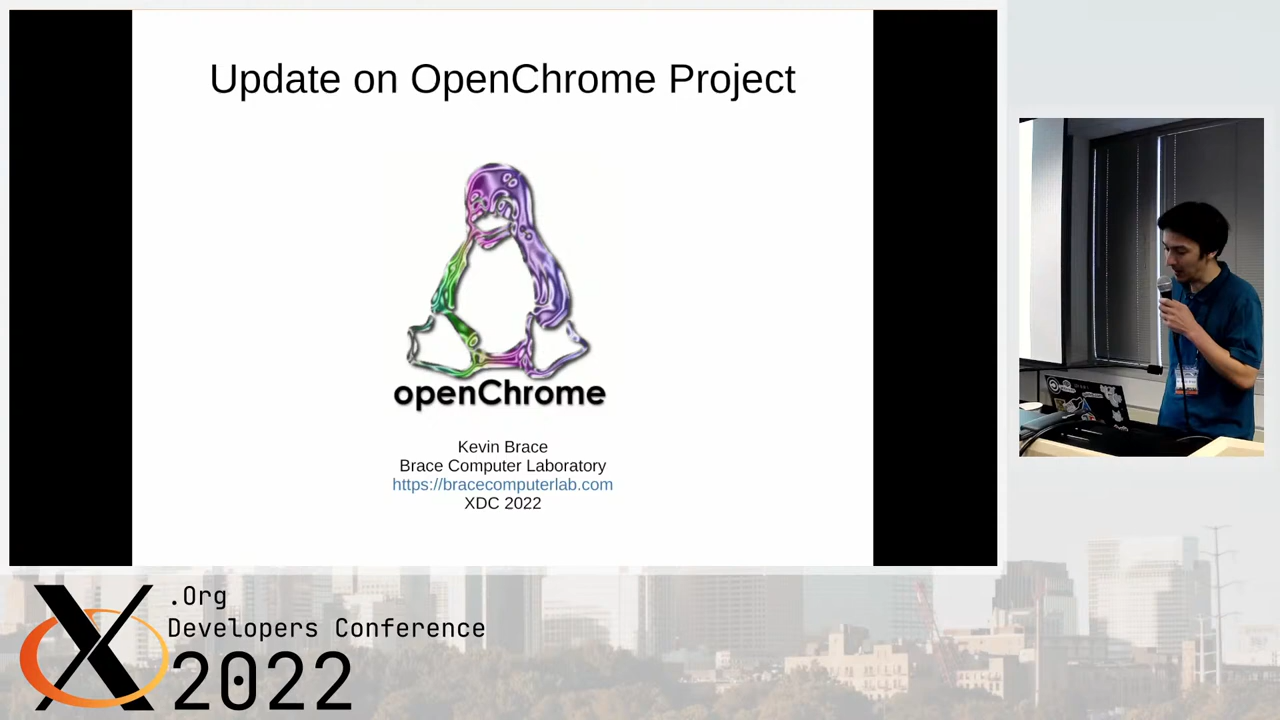 Update on OpenChrome Project
openChrome
Kevin Brace
Brace Computer Laboratory
https://bracecomputerlab.com
XDC 2022
X
.Org
Developers Conference
2022